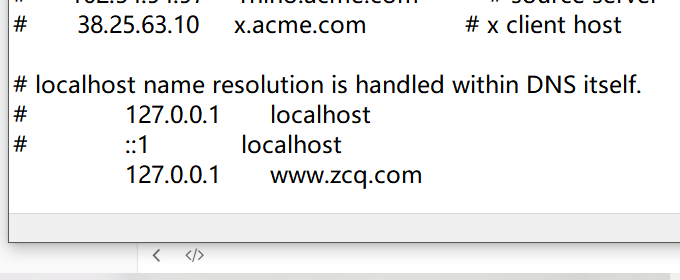 # 38.25.63.10 x.acme.com # x client host
# localhost name resolution is handled within DNS itself.
# 127.0.0.1 localhost
# ::1 localhost
127.0.0.1 www.zcq.com